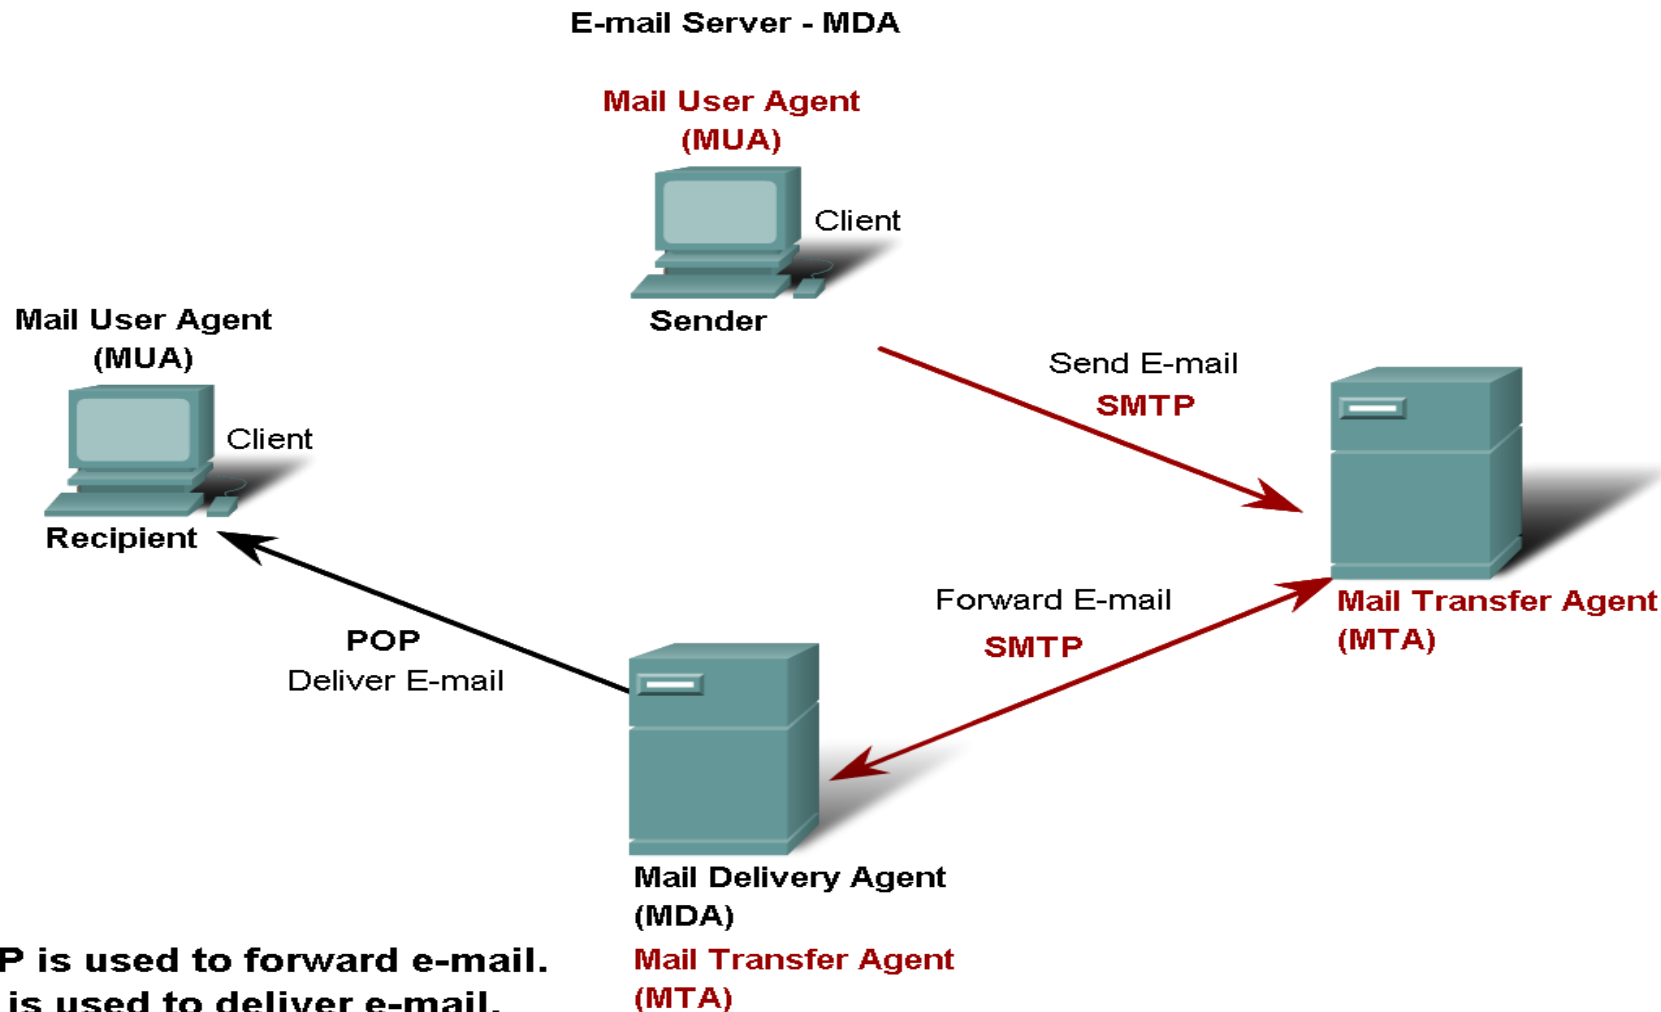 E-mail Server - MDA
Mail User Agent
(MUA)
Client
Sender
Mail User Agent
(MUA)
Client
Recipient
Send E-mail
SMTP
Forward E-mail
SMTP
Mail Transfer Agent
(MTA)
POP
Deliver E-mail
Mail Delivery Agent
(MDA)
Mail Transfer Agent
(MTA)
P is used to forward e-mail.
is used to deliver e-mail.